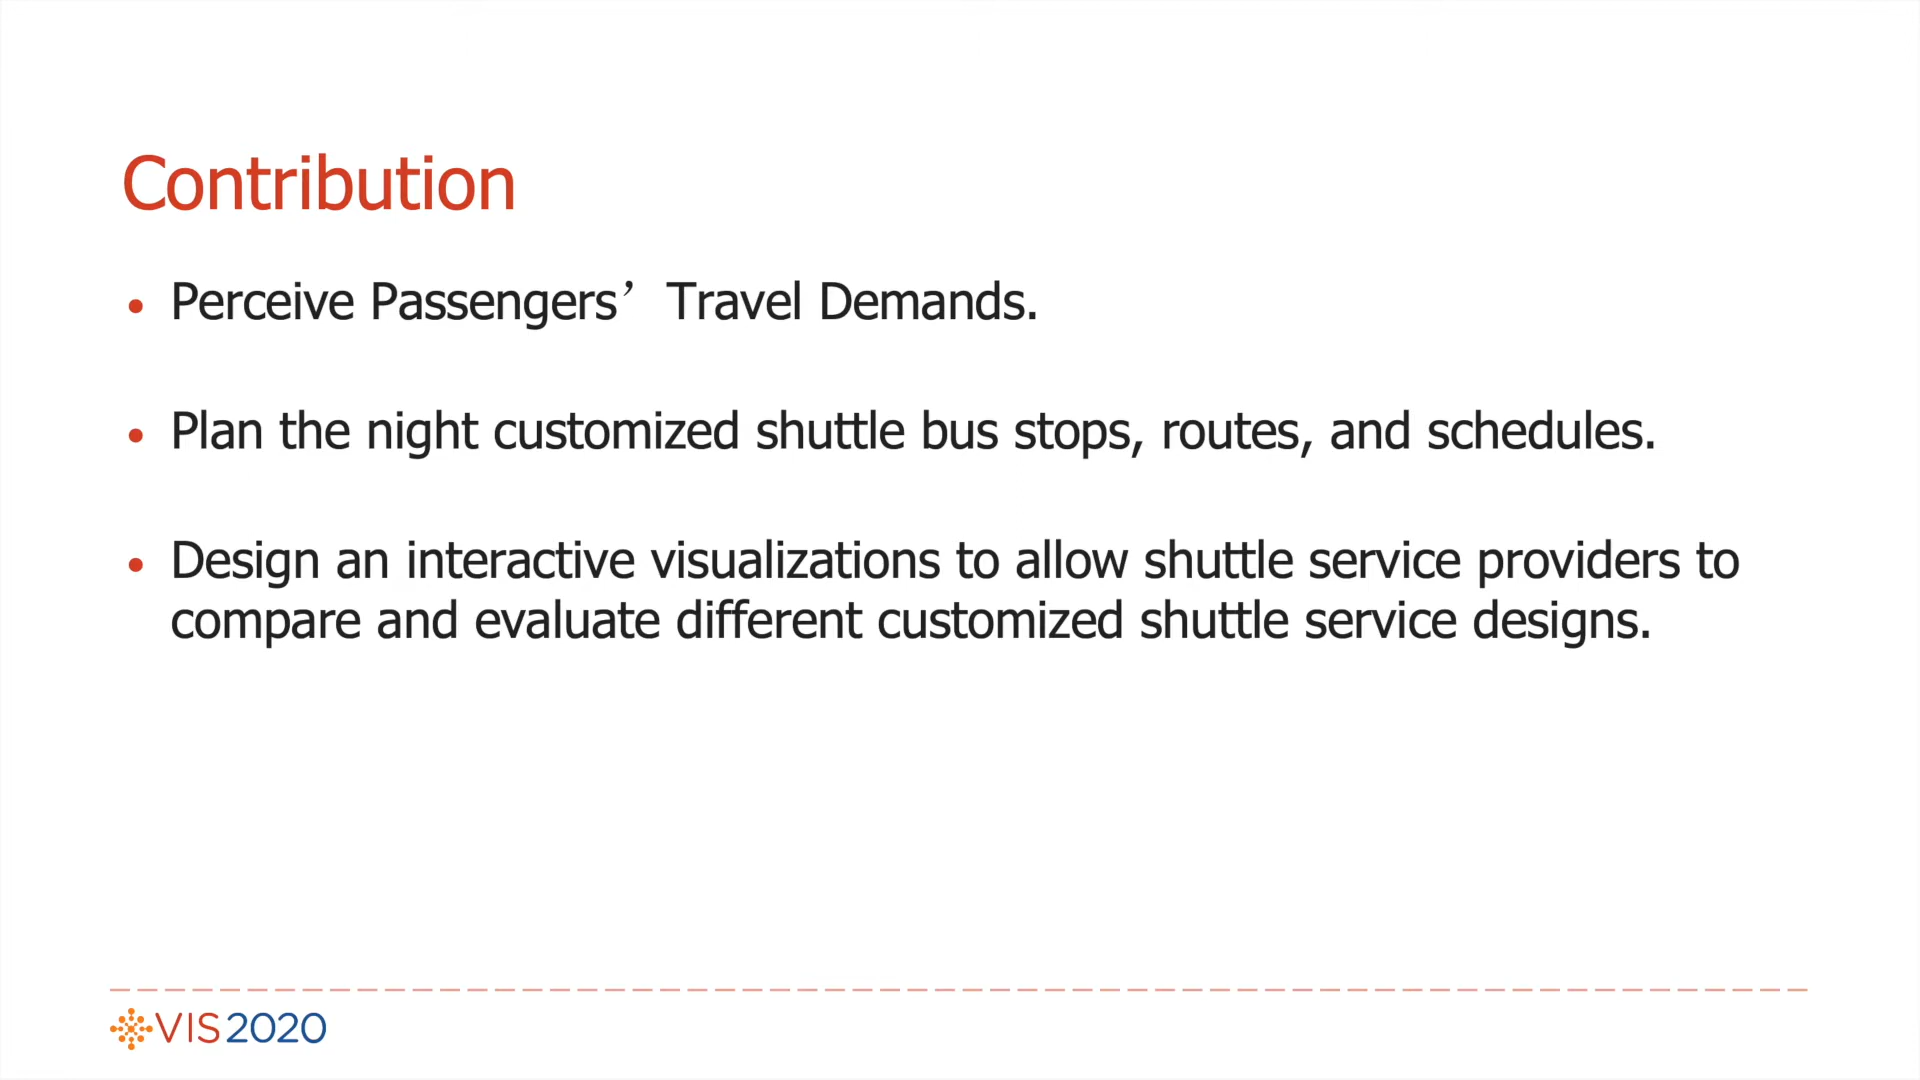 Contribution
• Perceive Passengers’ Travel Demands.
• Plan the night customized shuttle bus stops, routes, and schedules.
• Design an interactive visualizations to allow shuttle service providers to
compare and evaluate different customized shuttle service designs.
VIS2020